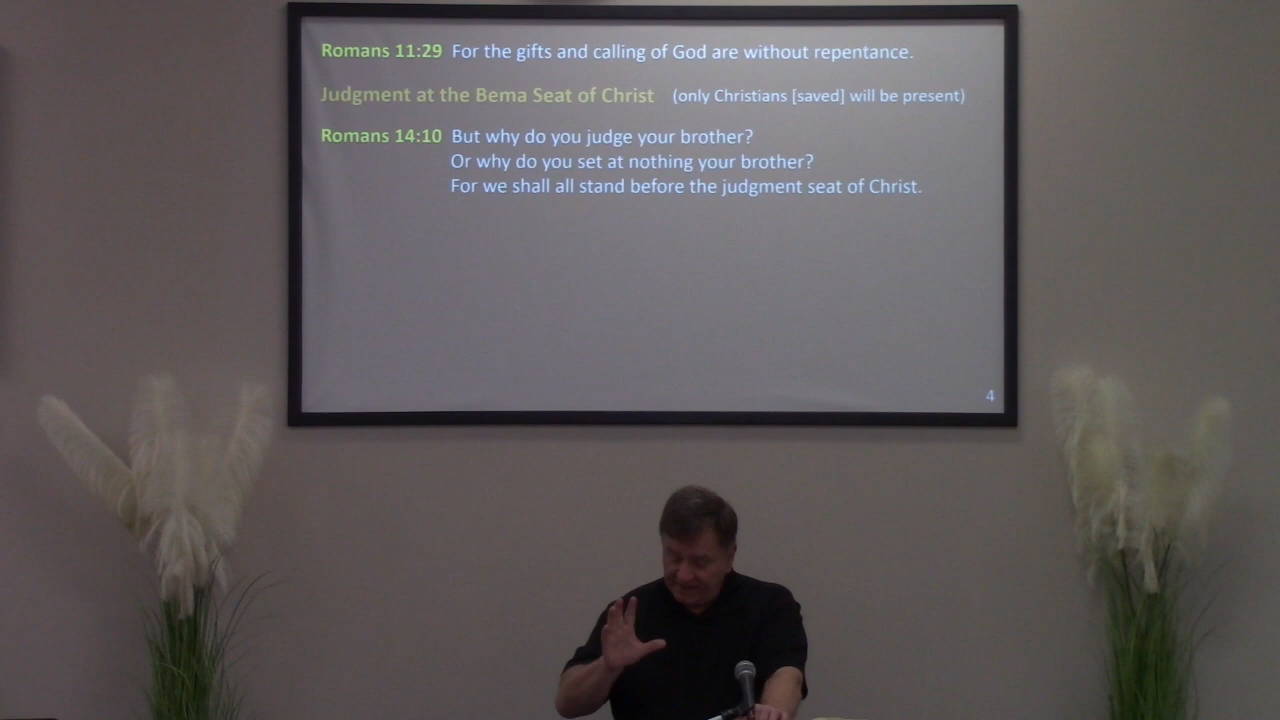 Romans 11:29 For the gifts and calling of God are without repentance.
Judgment at the Bema Seat of Christ (only Christians [saved] will be present)
Romans 14:10 But why do you judge your brother?
Or why do you set at nothing your brother?
For we shall all stand before the judgment seat of Christ.
4